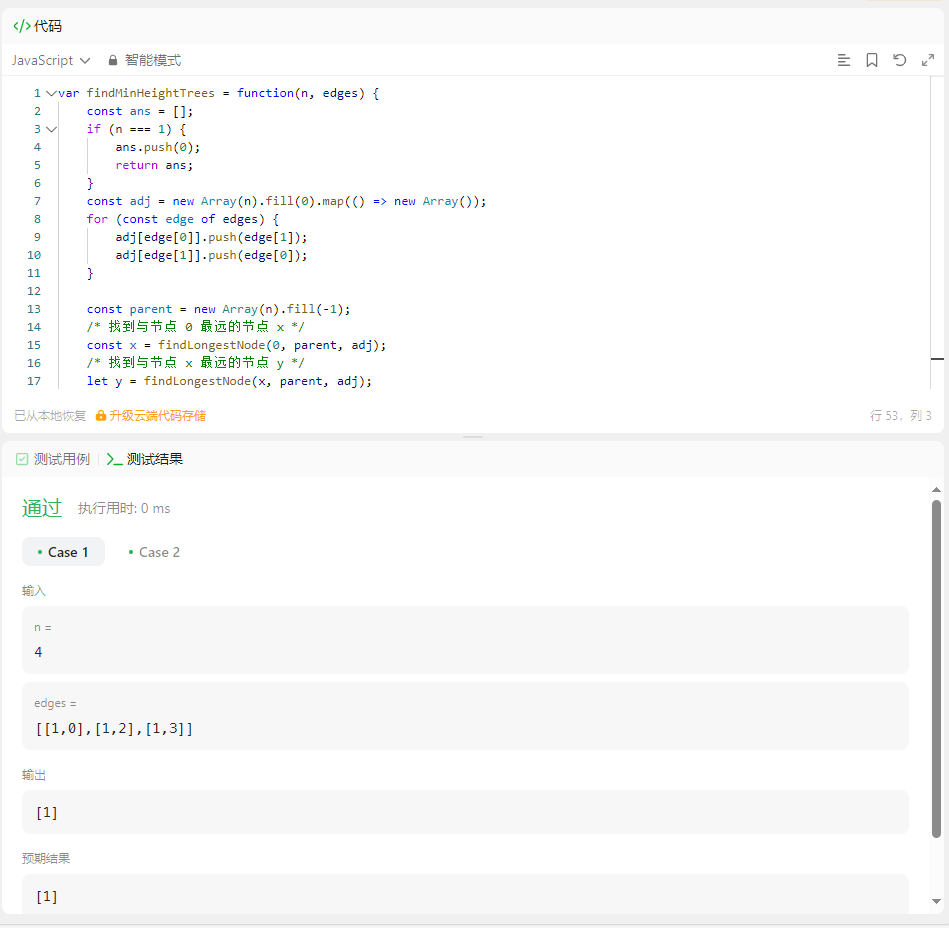 </> 代码
JavaScript 智能模式
1 var findMinHeightTrees = function(n, edges) {
2 const ans = [];
3 if (n === 1) {
4 ans.push(0);
5 return ans;
6 }
7 const adj = new Array(n).fill(0).map(() => new Array());
8 for (const edge of edges) {
9 adj[edge[0]].push(edge[1]);
10 adj[edge[1]].push(edge[0]);
11 }
12
13 const parent = new Array(n).fill(-1);
14 /* 找到与节点 0 最远的节点 x */
15 const x = findLongestNode(0, parent, adj);
16 /* 找到与节点 x 最远的节点 y */
17 let y = findLongestNode(x, parent, adj);
已从本地恢复 升级云端代码存储 行 53, 列 3
测试用例 >_ 测试结果
通过 执行用时: 0 ms
• Case 1 • Case 2
输入
n =
4
edges =
[[1,0],[1,2],[1,3]]
输出
[1]
预期结果
[1]